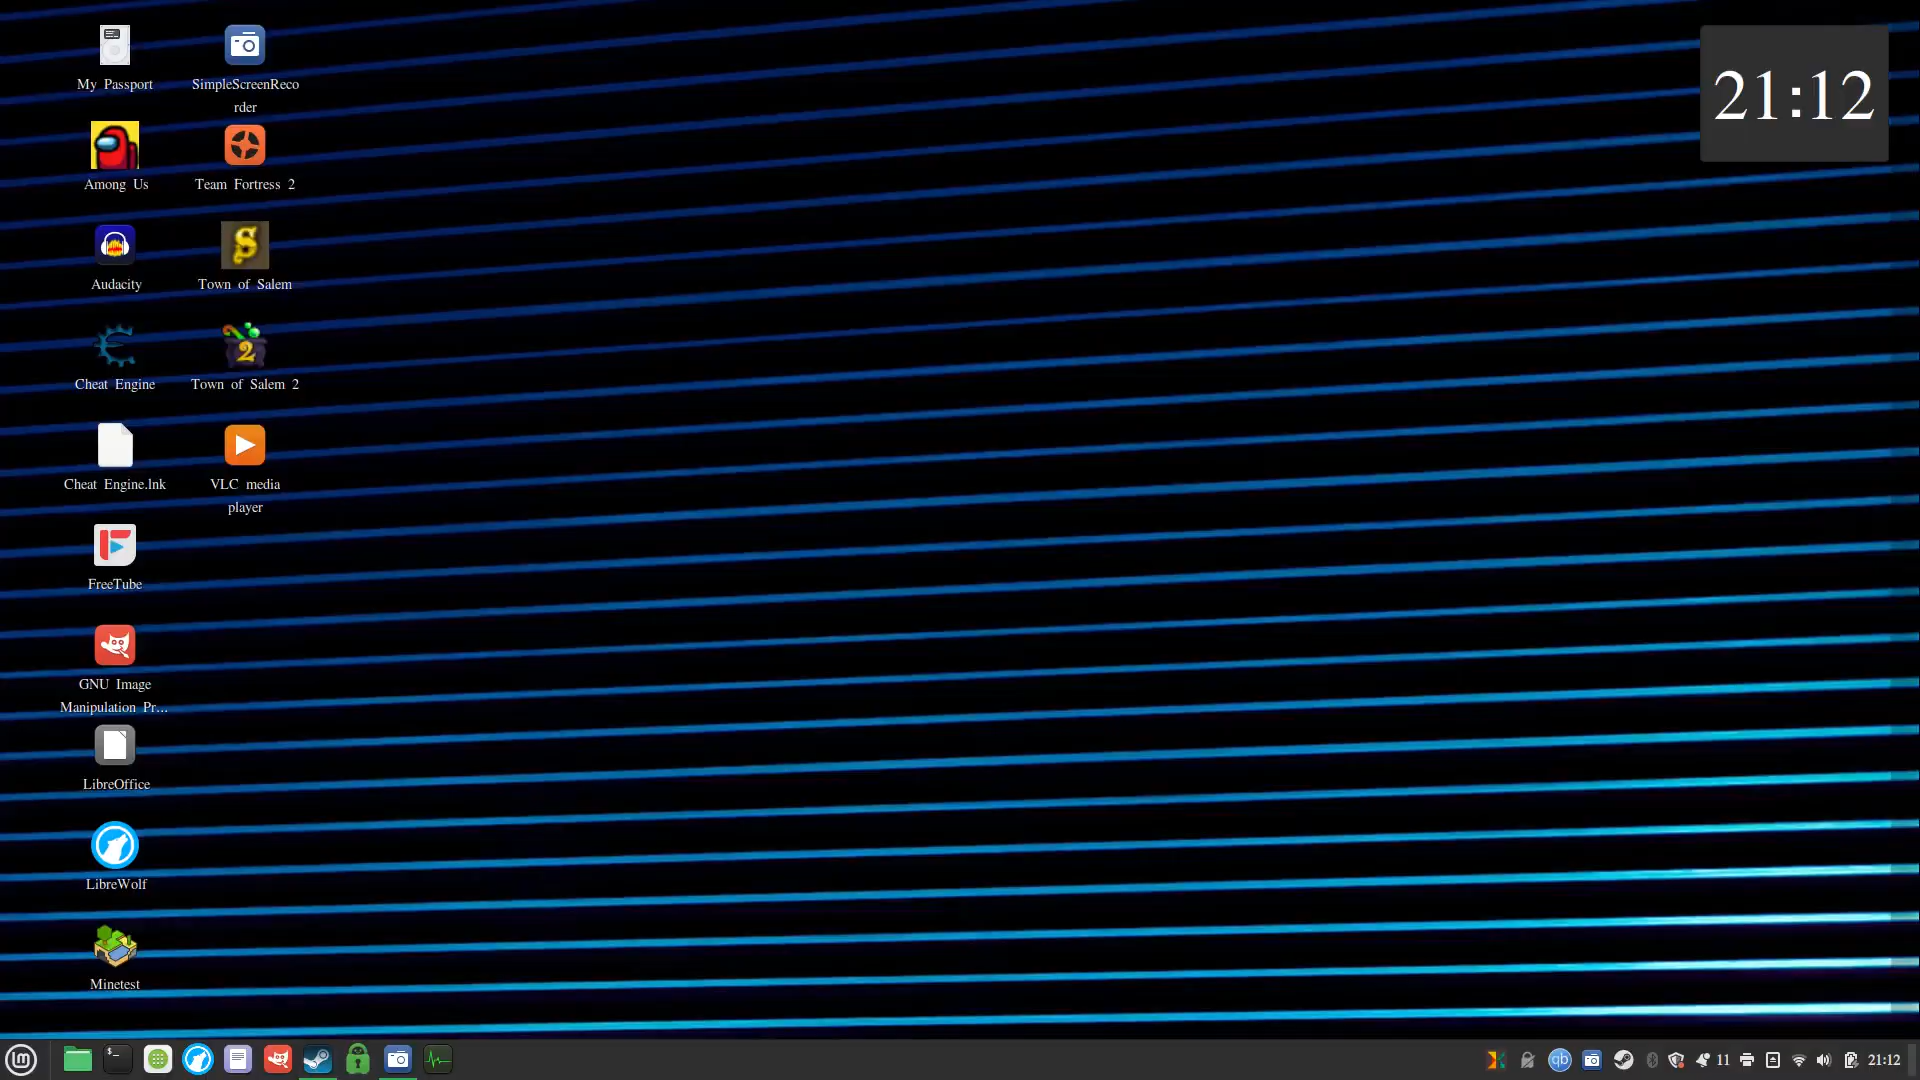 My Passport
SimpleScreenReco
rder
Among Us
Team Fortress 2
Audacity
Town of Salem
Cheat Engine
Town of Salem 2
Cheat Engine.lnk
VLC media
player
FreeTube
GNU Image
Manipulation Pr...
LibreOffice
LibreWolf
Minetest
21:12
$_
qb
11
21:12